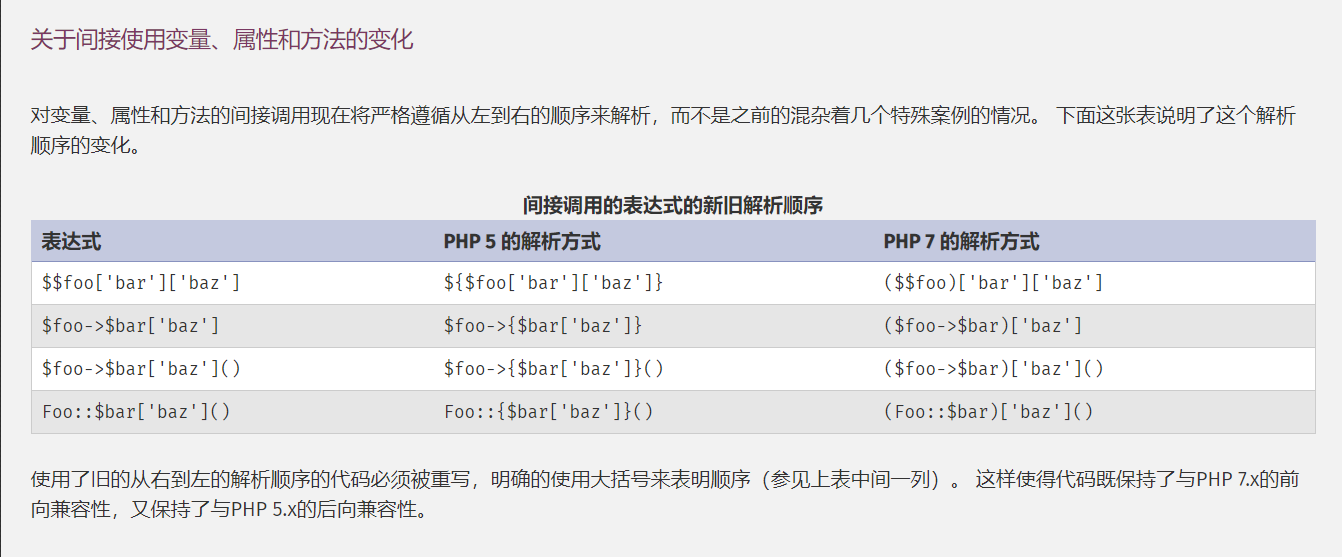 关于间接使用变量、属性和方法的变化
对变量、属性和方法的间接调用现在将严格遵循从左到右的顺序来解析，而不是之前的混杂着几个特殊案例的情况。 下面这张表说明了这个解析
顺序的变化。
间接调用的表达式的新旧解析顺序
表达式 PHP 5 的解析方式 PHP 7 的解析方式
$$foo['bar']['baz'] ${$foo['bar']['baz']} ($$foo)['bar']['baz']
$foo->$bar['baz'] $foo->{$bar['baz']} ($foo->$bar)['baz']
$foo->$bar['baz']() $foo->{$bar['baz']}() ($foo->$bar)['baz']()
Foo::$bar['baz']() Foo::{$bar['baz']}() (Foo::$bar)['baz']()
使用了旧的从右到左的解析顺序的代码必须被重写，明确的使用大括号来表明顺序（参见上表中间一列）。 这样使得代码既保持了与PHP 7.x的前
向兼容性，又保持了与PHP 5.x的后向兼容性。